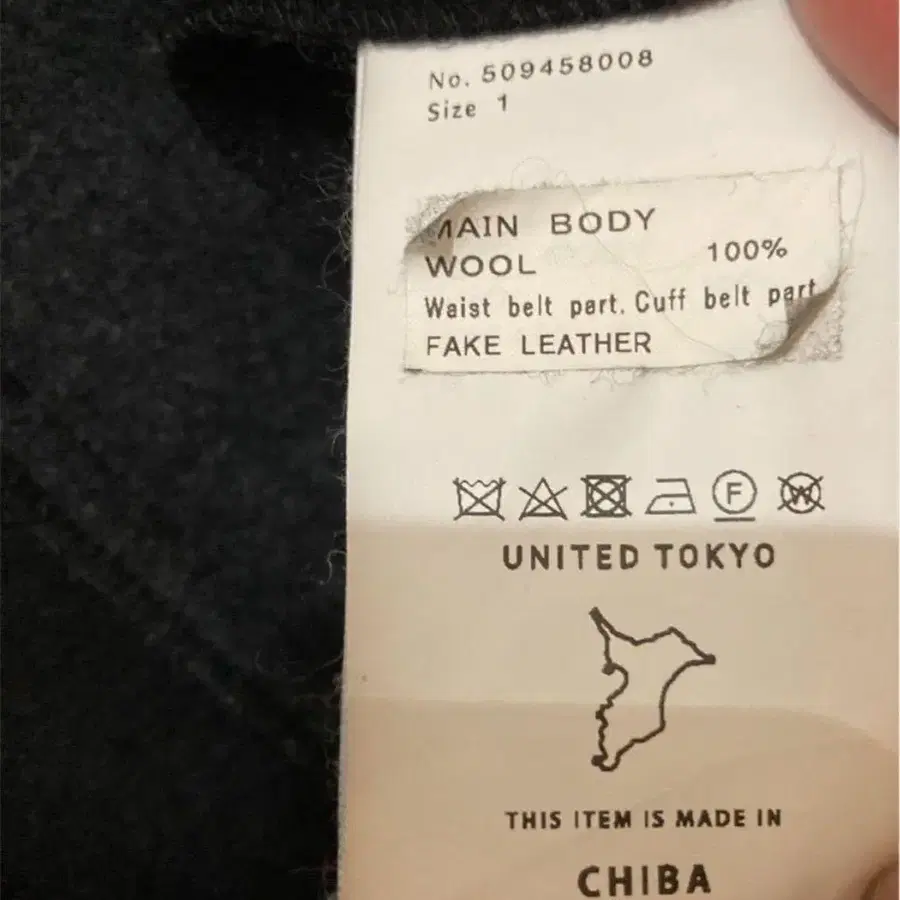 No. 509458008
Size 1
MAIN BODY
WOOL 100%
Waist belt part. Cuff belt part
FAKE LEATHER
F W
UNITED TOKYO
THIS ITEM IS MADE IN
CHIBA